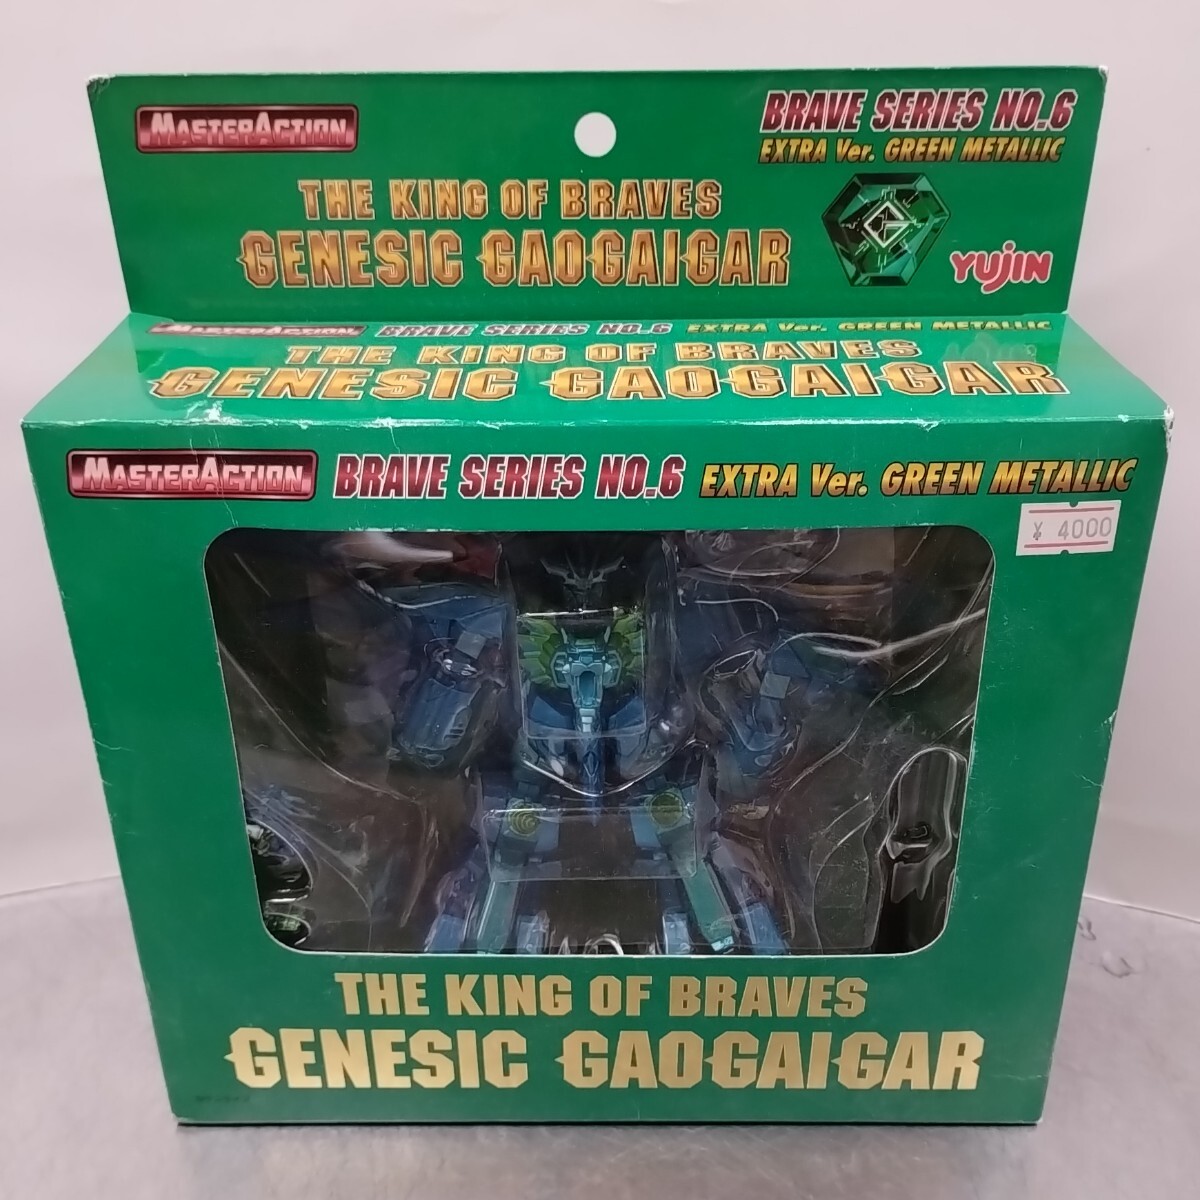 MASTERACTION
BRAVE SERIES NO.6
EXTRA Ver. GREEN METALLIC
THE KING OF BRAVES
GENESIC GAOGAIGAR
G
YUJIN
MASTERACTION BRAVE SERIES NO.6 EXTRA Ver. GREEN METALLIC
THE KING OF BRAVES
GENESIC GAOGAIGAR
MASTERACTION BRAVE SERIES NO.6 EXTRA Ver. GREEN METALLIC
¥ 4000
THE KING OF BRAVES
GENESIC GAOGAIGAR